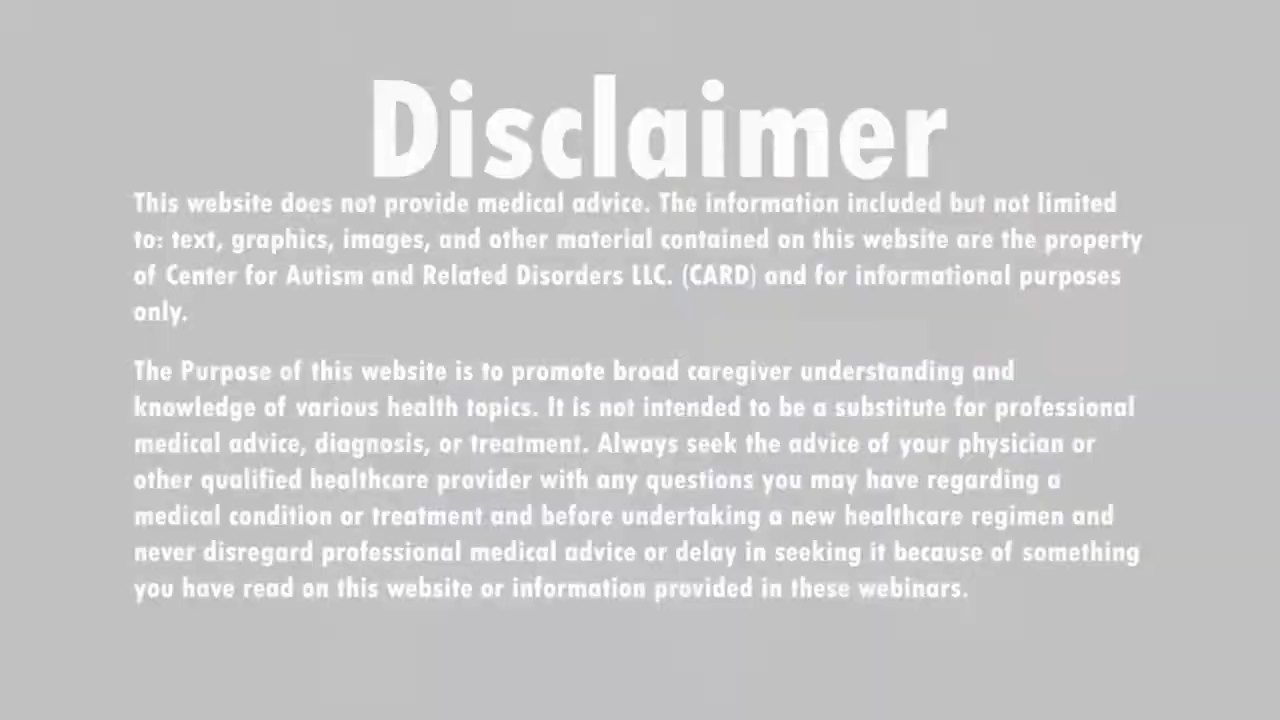 Disclaimer
This website does not provide medical advice. The information included but not limited
to: text, graphics, images, and other material contained on this website are the property
of Center for Autism and Related Disorders LLC. (CARD) and for informational purposes
only.
The Purpose of this website is to promote broad caregiver understanding and
knowledge of various health topics. It is not intended to be a substitute for professional
medical advice, diagnosis, or treatment. Always seek the advice of your physician or
other qualified healthcare provider with any questions you may have regarding a
medical condition or treatment and before undertaking a new healthcare regimen and
never disregard professional medical advice or delay in seeking it because of something
you have read on this website or information provided in these webinars.